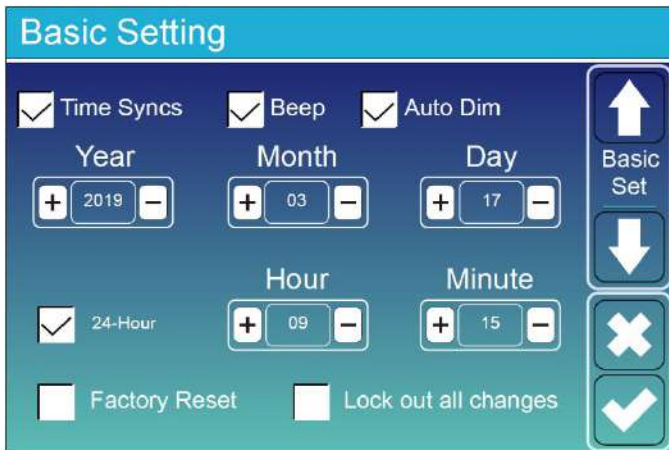 Basic Setting
Time Syncs Beep Auto Dim
Year Month Day
+ 2019 − + 03 − + 17 −
Basic
Set
Hour Minute
24-Hour + 09 − + 15 −
Factory Reset Lock out all changes